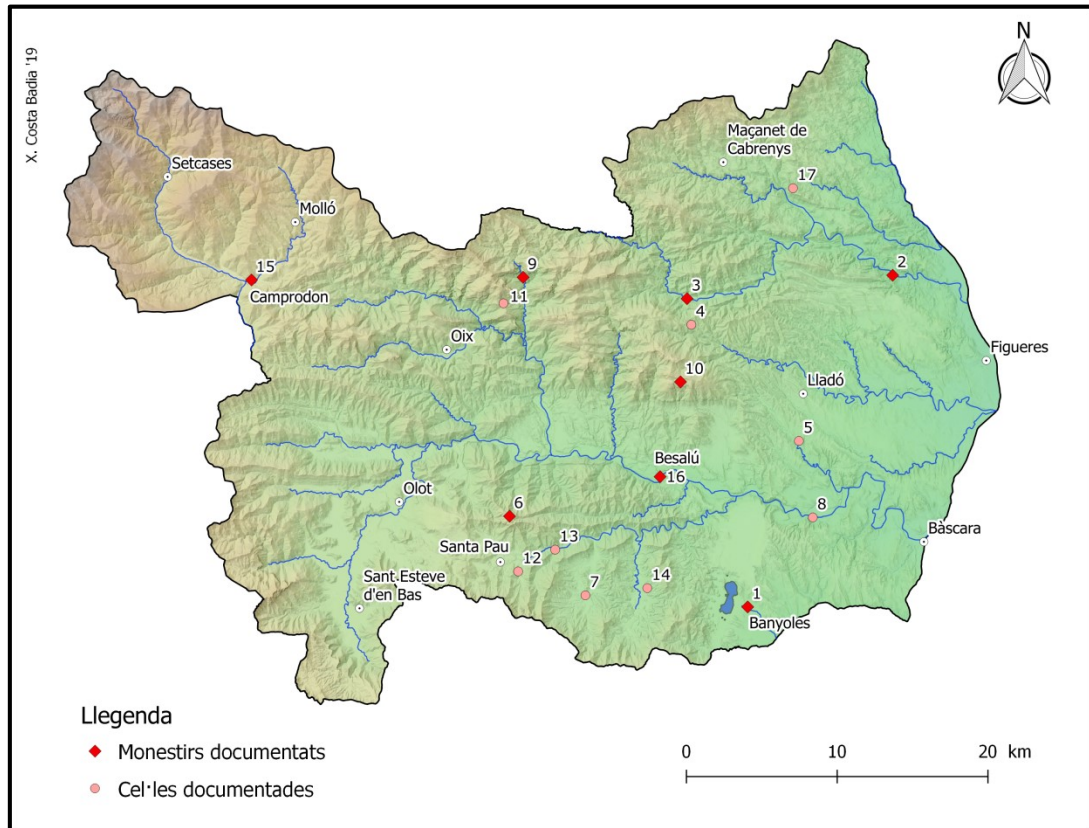 X. Costa Badia '19
N
Maçanet de
Cabrenys
17
Setcases
Molló
15
Camprodon
9
11
2
3
4
Oix
Figueres
10
Lladó
5
Besalú
16
Olot
6
8
Bàscara
13
Santa Pau
12
Sant Esteve
d'en Bas
7
14
1
Banyoles
Llegenda
Monestirs documentats
Cel·les documentades
0 10 20 km